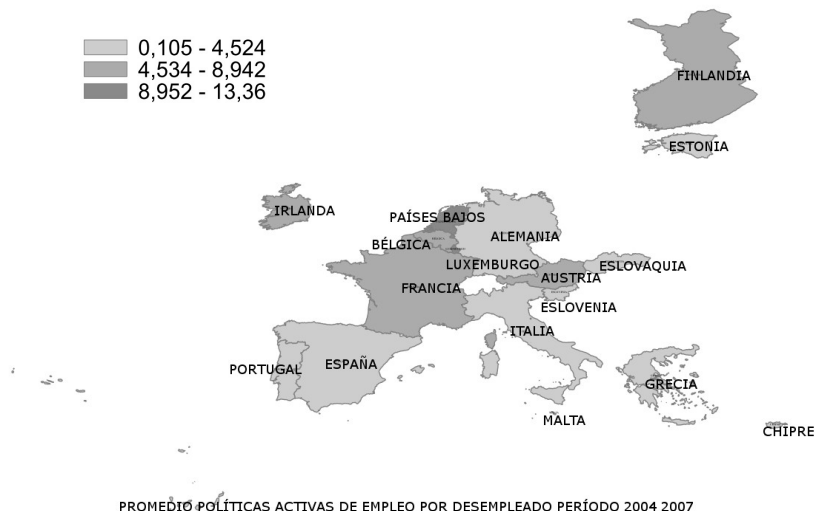 0,105 - 4,524
4,534 - 8,942
8,952 - 13,36
FINLANDIA
ESTONIA
IRLANDA
PAÍSES BAJOS
ALEMANIA
BÉLGICA
LUXEMBURGO
ESLOVAQUIA
AUSTRIA
FRANCIA
ESLOVENIA
ITALIA
PORTUGAL
ESPAÑA
GRECIA
MALTA
CHIPRE
PROMEDIO POLÍTICAS ACTIVAS DE EMPLEO POR DESEMPLEADO PERÍODO 2004 2007